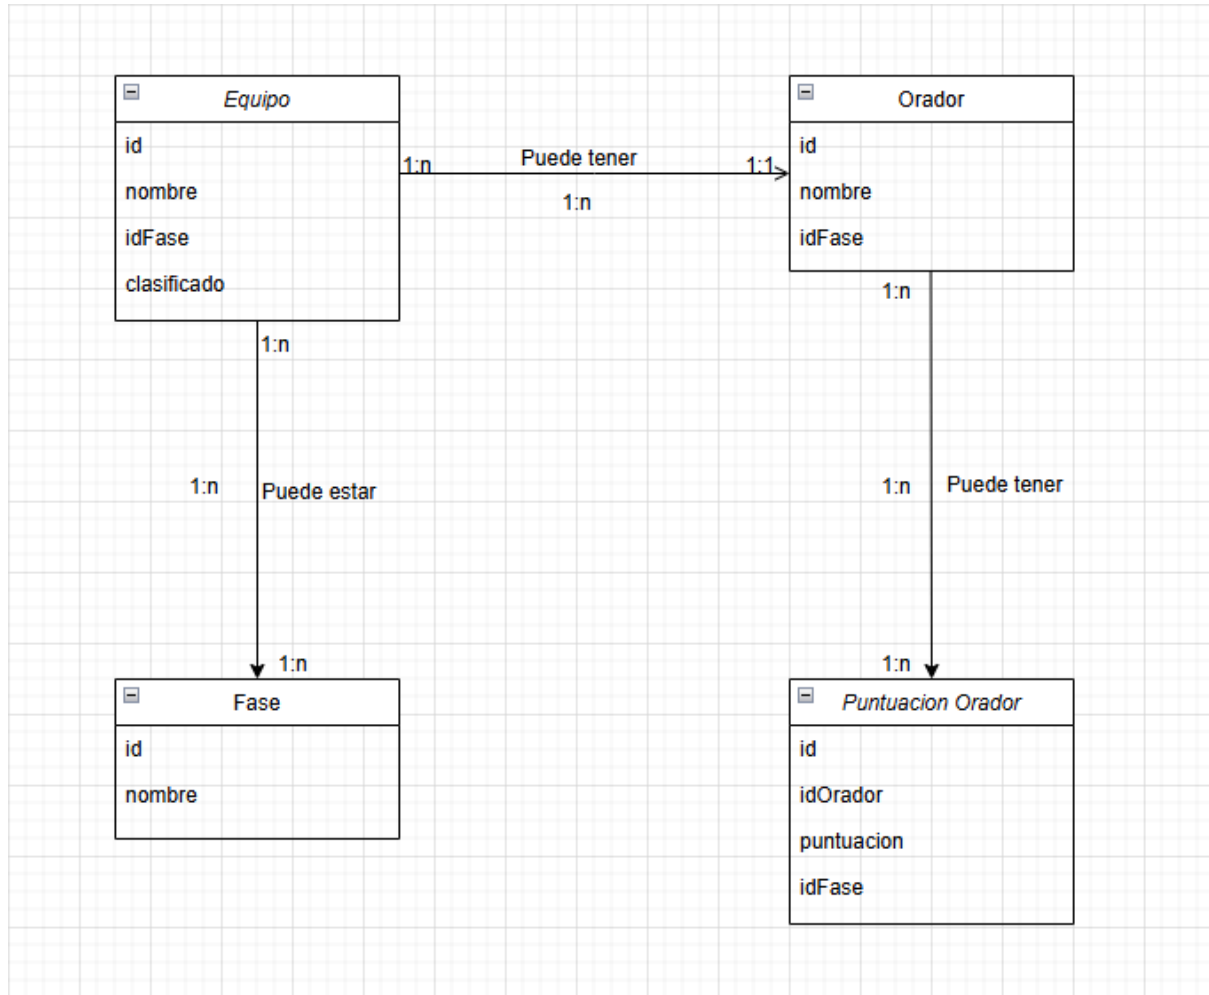 Equipo
id
nombre
idFase
clasificado
1:n
Puede tener
1:1
1:n
Orador
id
nombre
idFase
1:n
1:n
Puede estar
1:n
1:n
1:n
Puede tener
1:n
Fase
id
nombre
Puntuacion Orador
id
idOrador
puntuacion
idFase